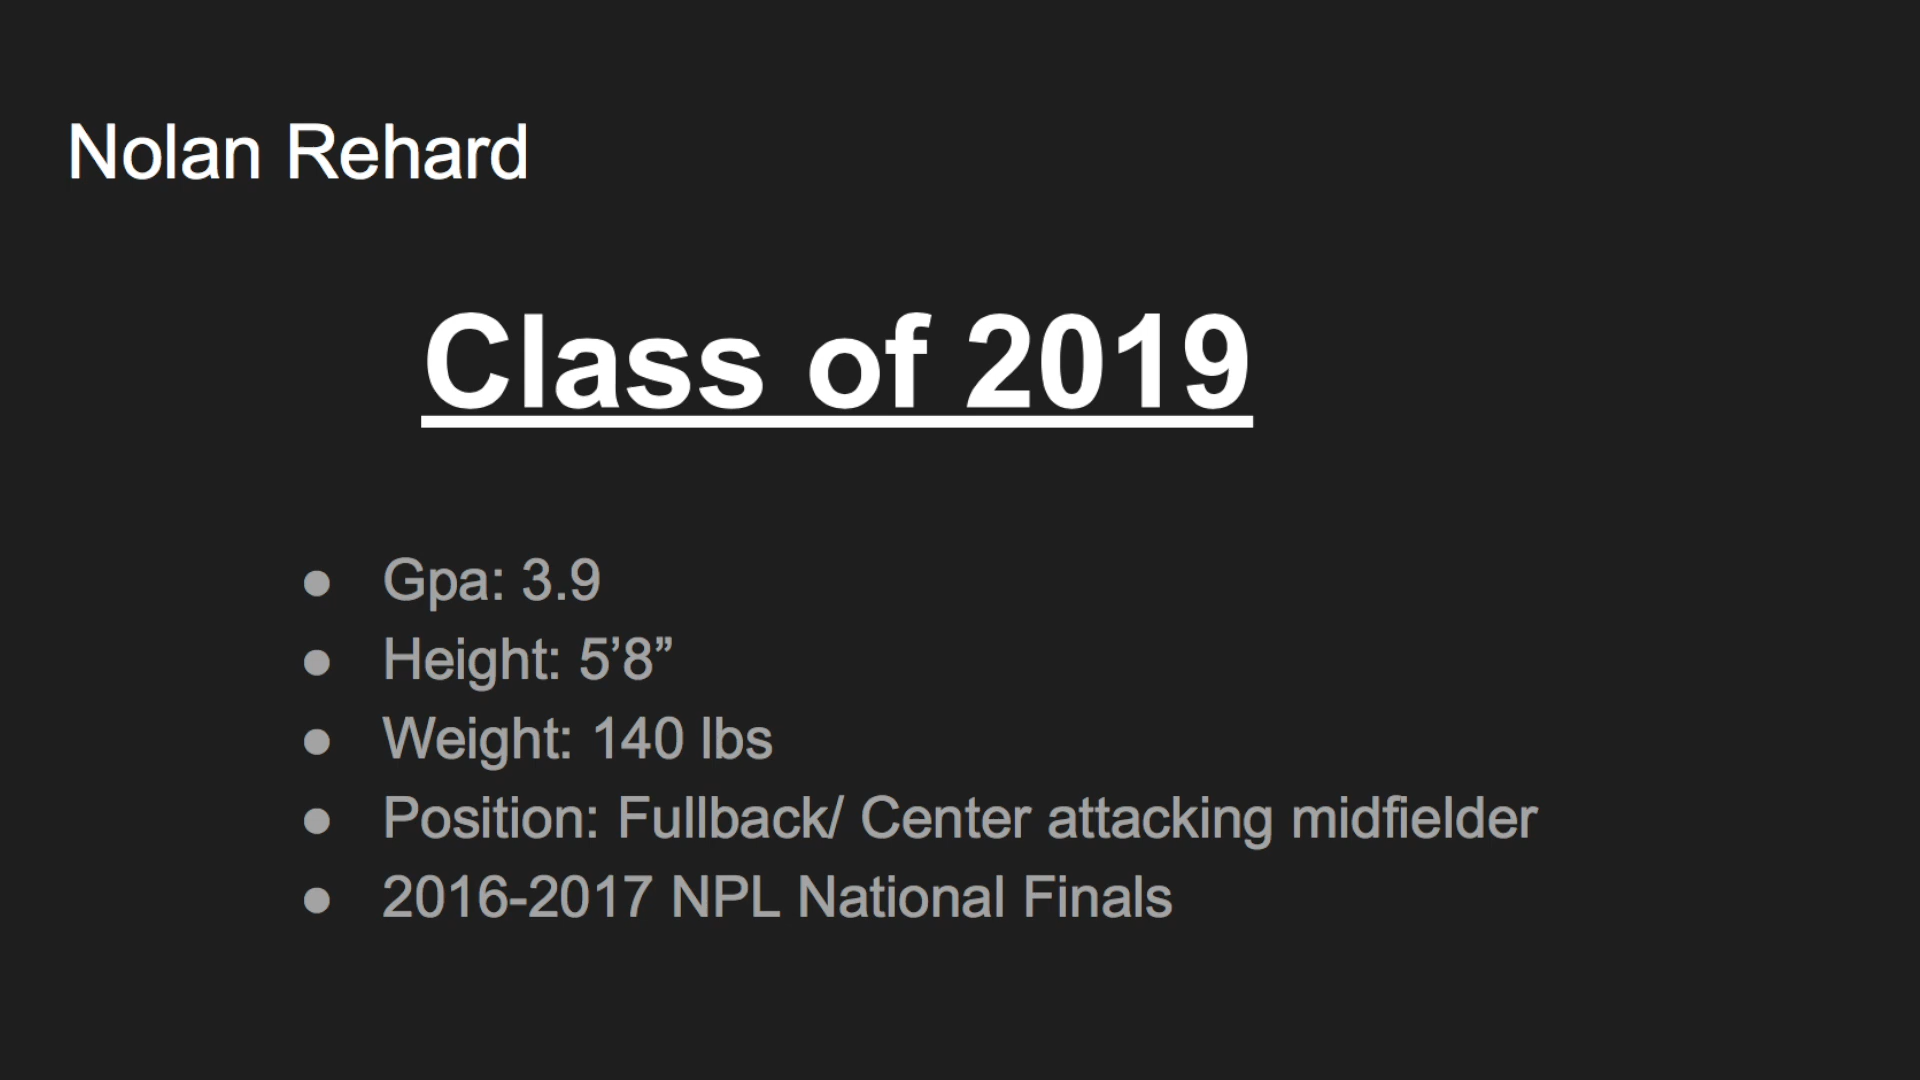 Nolan Rehard
Class of 2019
● Gpa: 3.9
● Height: 5’8”
● Weight: 140 lbs
● Position: Fullback/ Center attacking midfielder
● 2016-2017 NPL National Finals